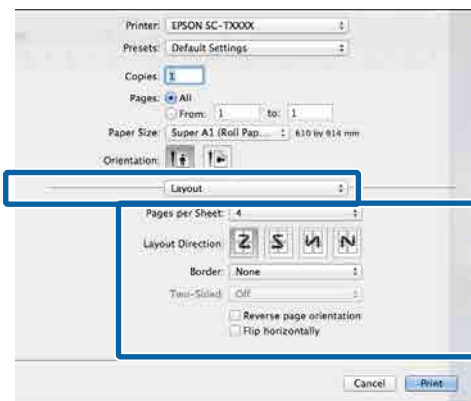 Printer: EPSON SC-TXXXX
Presets: Default Settings
Copies: 1
Pages: All
From: 1 to: 1
Paper Size: Super A1 (Roll Pap... 610 by 914 mm
Orientation:
Layout
Pages per Sheet: 4
Layout Direction:
Border: None
Two-Sided: Off
Reverse page orientation
Flip horizontally
Cancel Print